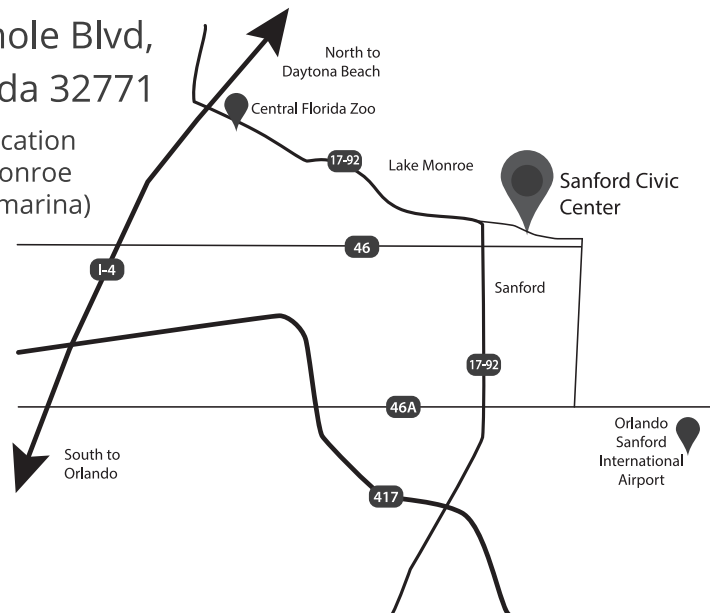 nole Blvd,
da 32771
cation
onroe
marina)
North to
Daytona Beach
Central Florida Zoo
17-92
Lake Monroe
Sanford Civic
Center
46
I-4
Sanford
17-92
46A
South to
Orlando
Orlando
Sanford
International
Airport
417